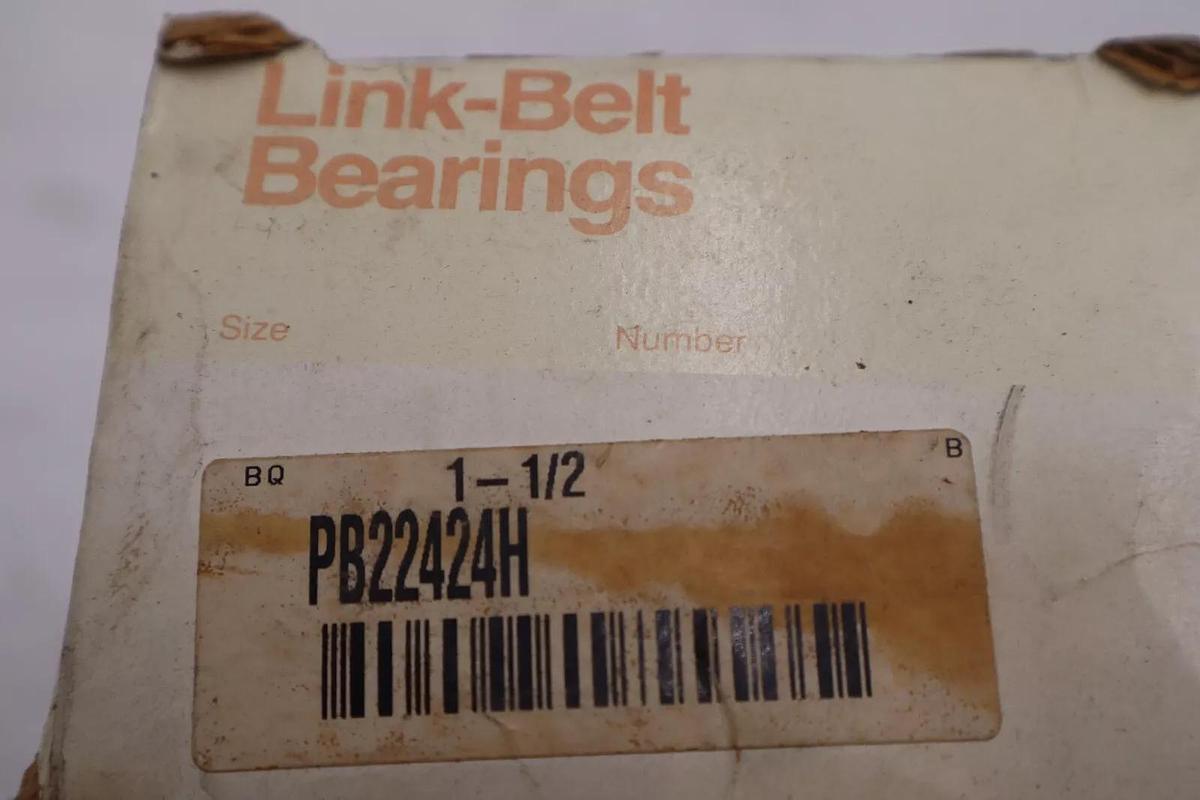 Link-Belt
Bearings
Size Number
BQ 1-1/2 B
PB22424H